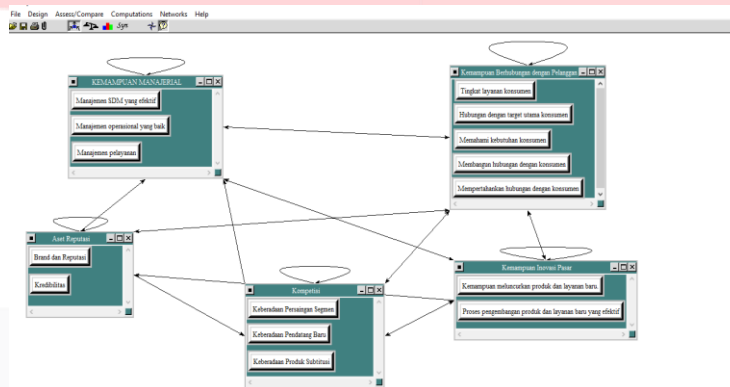 File Design Assess/Compare Computations Networks Help
Syn
KEMAMPUAN MANAJERIAL
Manajemen SDM yang efektif
Manajemen operasional yang baik
Manajemen pelayanan
Kemampuan Berhubungan dengan Pelanggan
Tingkat layanan konsumen
Hubungan dengan target utama konsumen
Memahami kebutuhan konsumen
Membangun hubungan dengan konsumen
Mempertahankan hubungan dengan konsumen
Aset Reputasi
Brand dan Reputasi
Kredibilitas
Kompetisi
Keberadaan Persaingan Segmen
Keberadaan Pendatang Baru
Keberadaan Produk Subtitusi
Kemampuan Inovasi Pasar
Kemampuan meluncurkan produk dan layanan baru.
Proses pengembangan produk dan layanan baru yang efektif